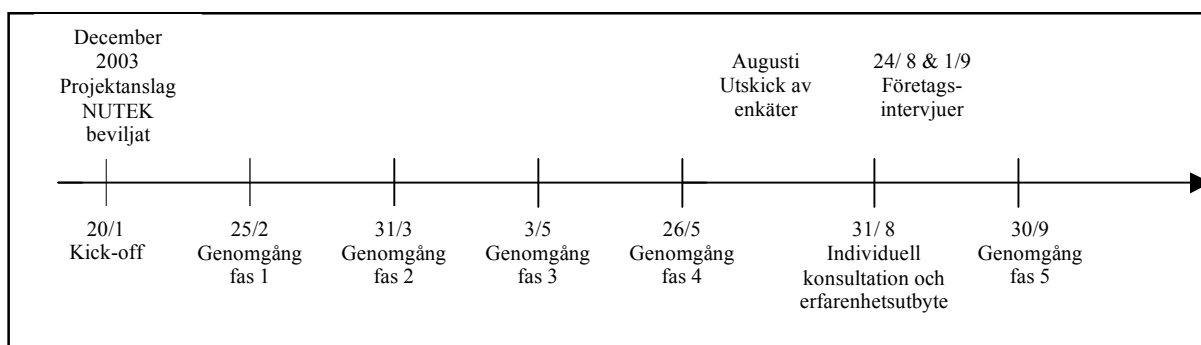 December
2003
Projektanslag
NUTEK
beviljat
Augusti
Utskick av
enkäter
24/ 8 & 1/9
Företags-
intervjuer
20/1
Kick-off
25/2
Genomgång
fas 1
31/3
Genomgång
fas 2
3/5
Genomgång
fas 3
26/5
Genomgång
fas 4
31/ 8
Individuell
konsultation och
erfarenhetsutbyte
30/9
Genomgång
fas 5